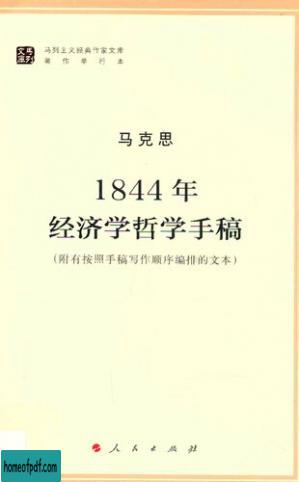 文库
马列
马列主义经典作家文库
著作单行本
马克思
1844年
经济学哲学手稿
(附有按照手稿写作顺序编排的文本)
人民出版社
homeofpdf.com